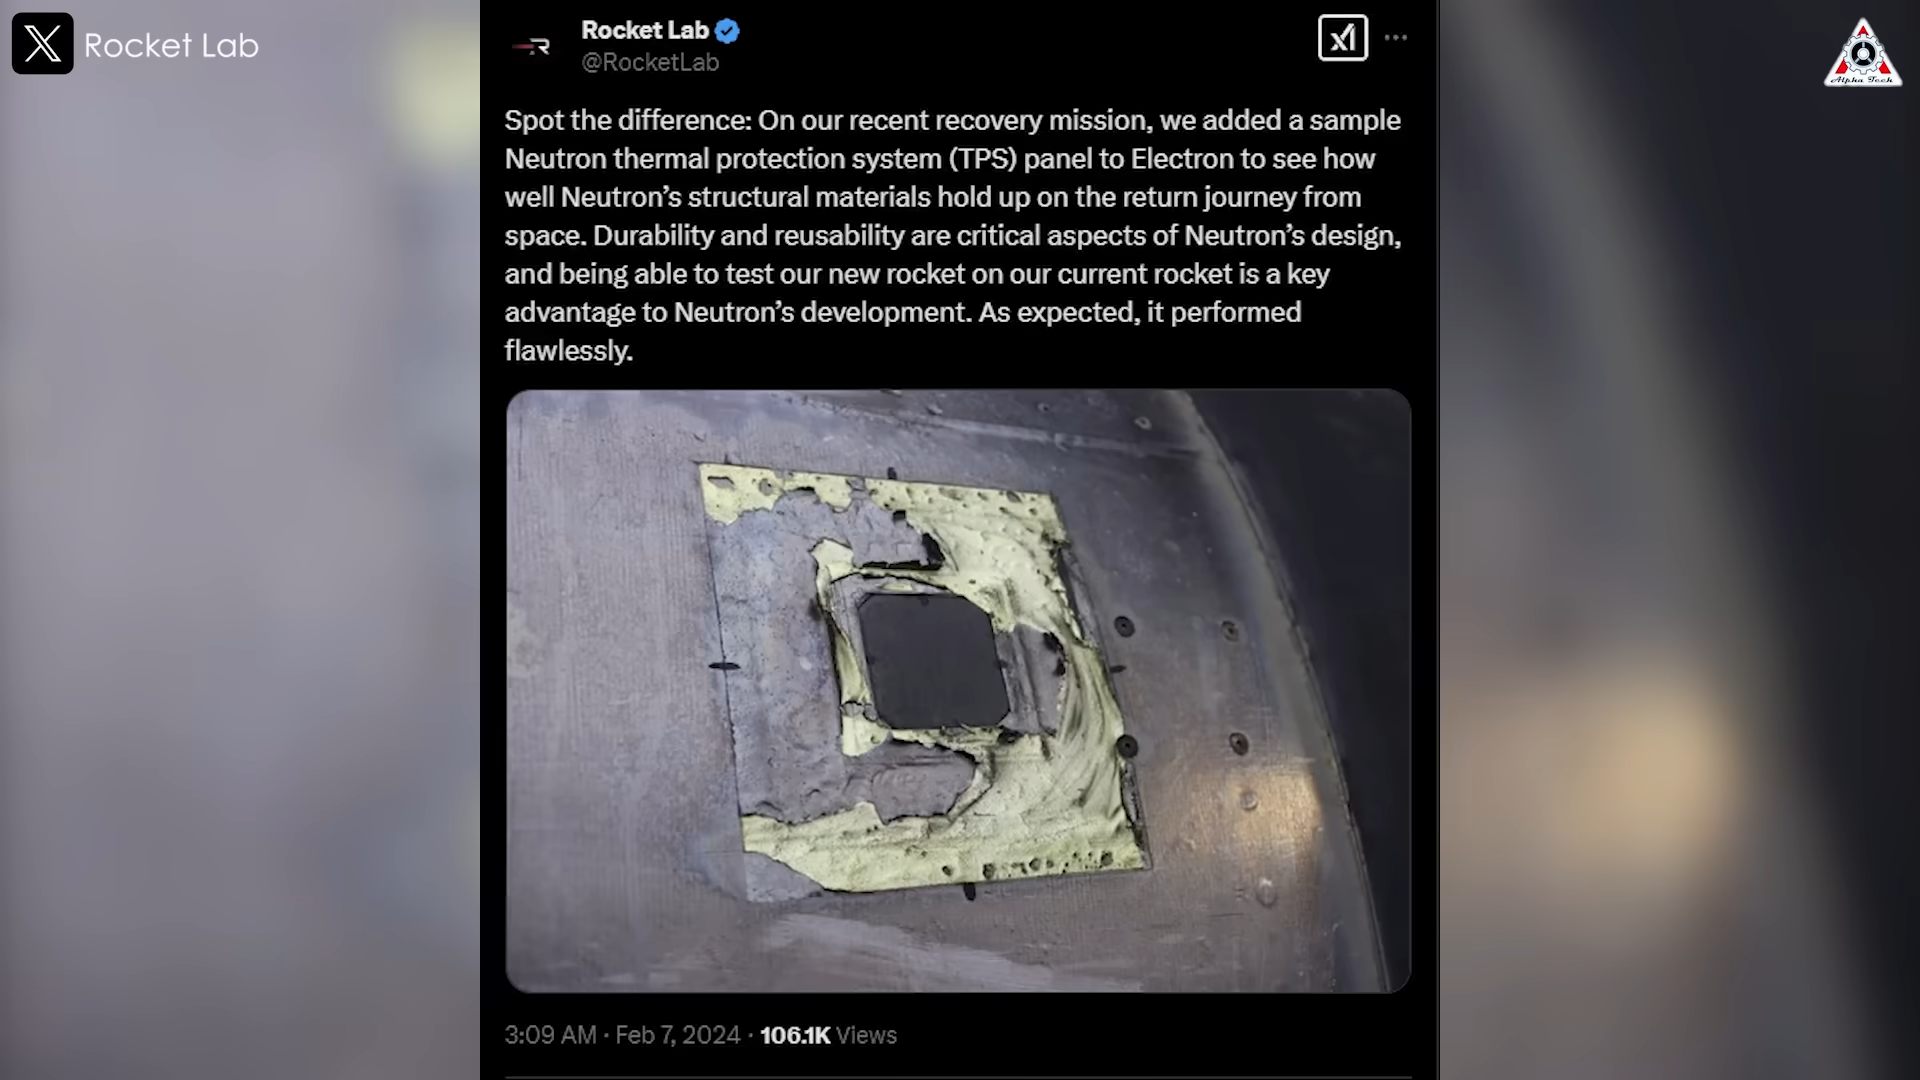 Rocket Lab
Rocket Lab
@RocketLab
Spot the difference: On our recent recovery mission, we added a sample
Neutron thermal protection system (TPS) panel to Electron to see how
well Neutron’s structural materials hold up on the return journey from
space. Durability and reusability are critical aspects of Neutron’s design,
and being able to test our new rocket on our current rocket is a key
advantage to Neutron’s development. As expected, it performed
flawlessly.
3:09 AM · Feb 7, 2024 · 106.1K Views
Alpha Tech